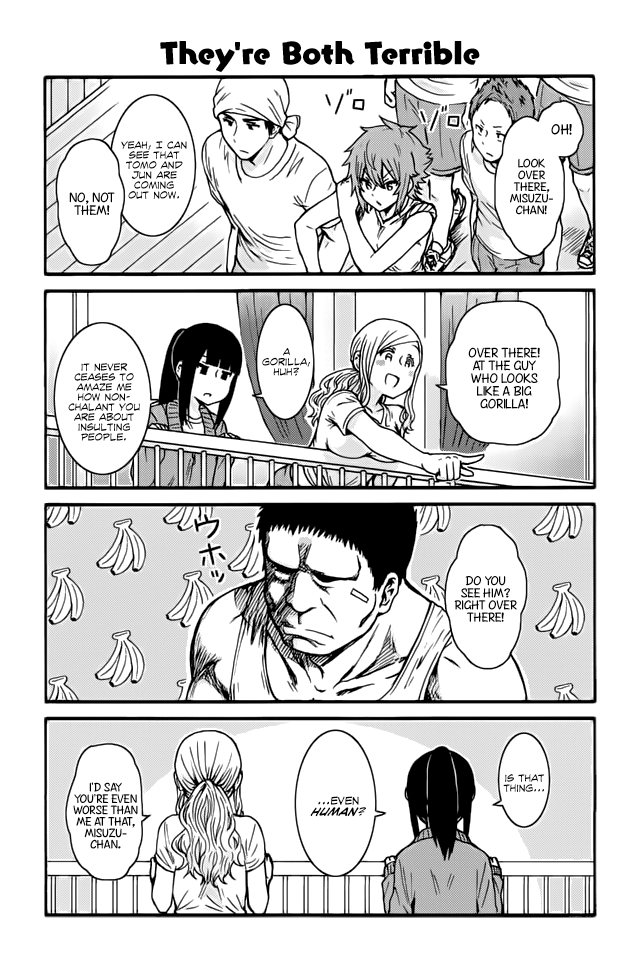 They're Both Terrible
OH!
LOOK
OVER
THERE,
MISUZU-
CHAN!
ゾロ
ゾロ
YEAH, I CAN
SEE THAT
TOMO AND
JUN ARE
COMING
OUT NOW.
NO, NOT
THEM!
OVER THERE!
AT THE GUY
WHO LOOKS
LIKE A BIG
GORILLA!
A
GORILLA,
HUH?
IT NEVER
CEASES TO
AMAZE ME
HOW NON-
CHALANT YOU
ARE ABOUT
INSULTING
PEOPLE.
DO YOU
SEE HIM?
RIGHT OVER
THERE!
ウホッ
IS THAT
THING...
...EVEN
HUMAN?
I'D SAY
YOU'RE EVEN
WORSE THAN
ME AT THAT,
MISUZU-
CHAN.